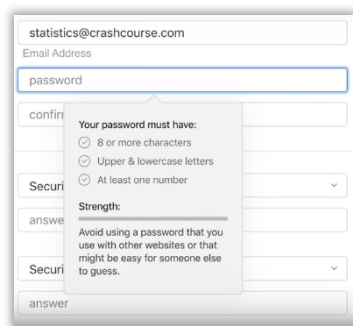 statistics@crashcourse.com
Email Address
password
confir
Your password must have:
8 or more characters
Upper & lowercase letters
At least one number
Strength:
Avoid using a password that you
use with other websites or that
might be easy for someone else
to guess.
Securi
answe
Securi
answer